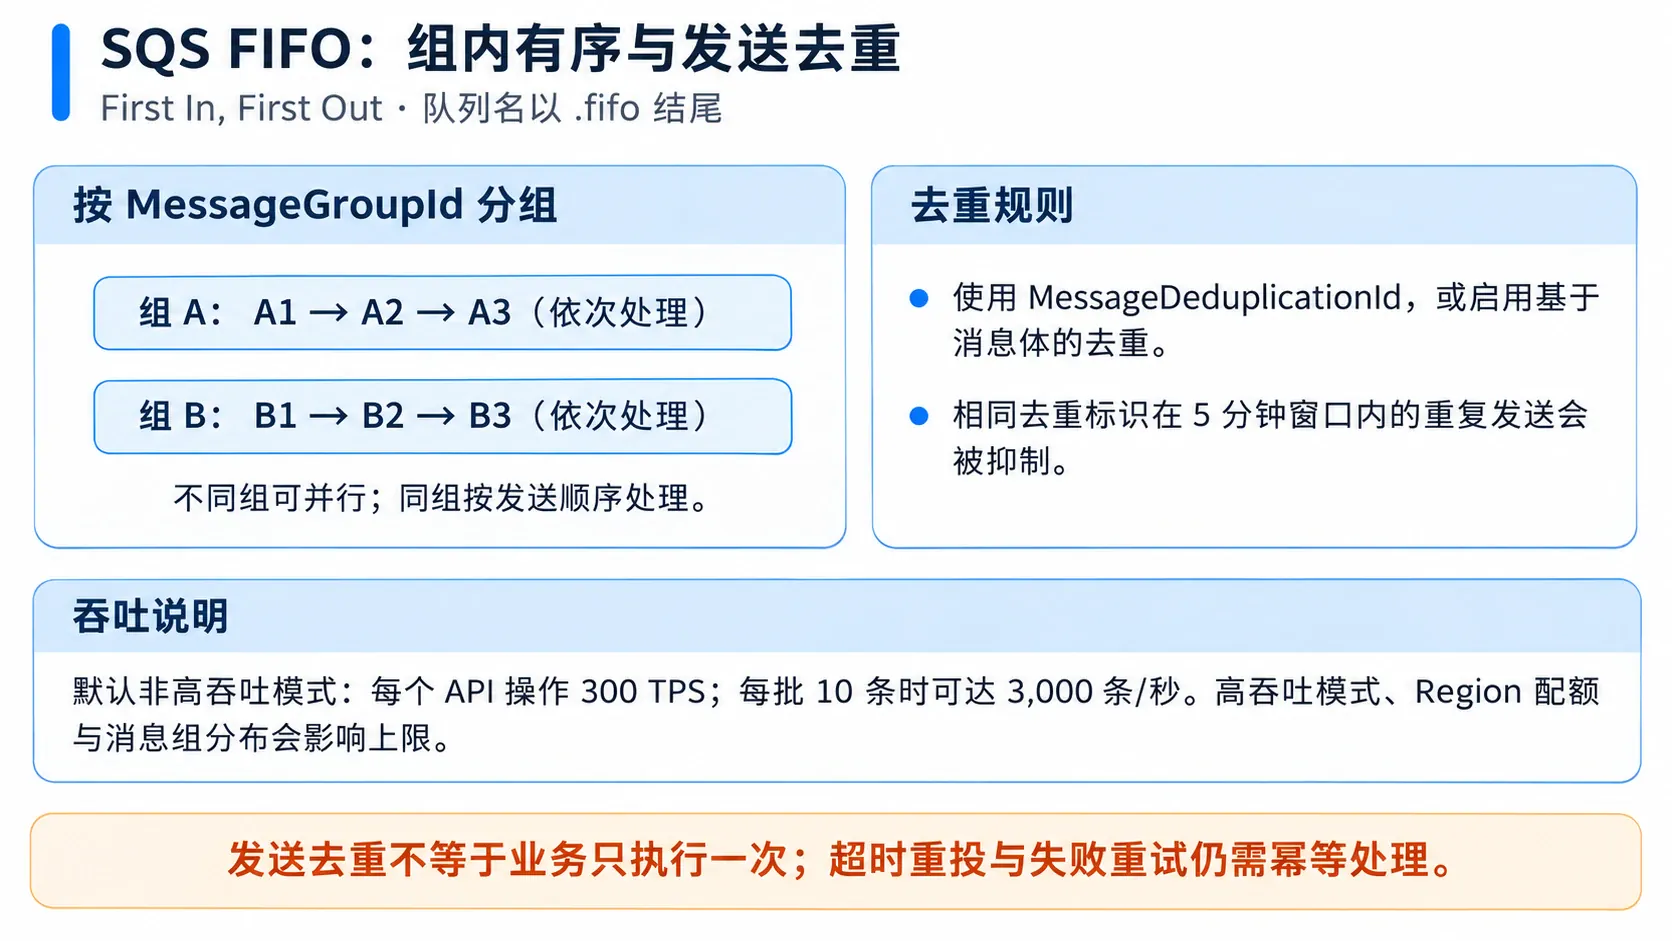 SQS FIFO：组内有序与发送去重
First In, First Out · 队列名以 .fifo 结尾
按 MessageGroupId 分组
组 A： A1 → A2 → A3（依次处理）
组 B： B1 → B2 → B3（依次处理）
不同组可并行；同组按发送顺序处理。
去重规则
使用 MessageDeduplicationId，或启用基于
消息体的去重。
相同去重标识在 5 分钟窗口内的重复发送会
被抑制。
吞吐说明
默认非高吞吐模式：每个 API 操作 300 TPS；每批 10 条时可达 3,000 条/秒。高吞吐模式、Region 配额
与消息组分布会影响上限。
发送去重不等于业务只执行一次；超时重投与失败重试仍需幂等处理。